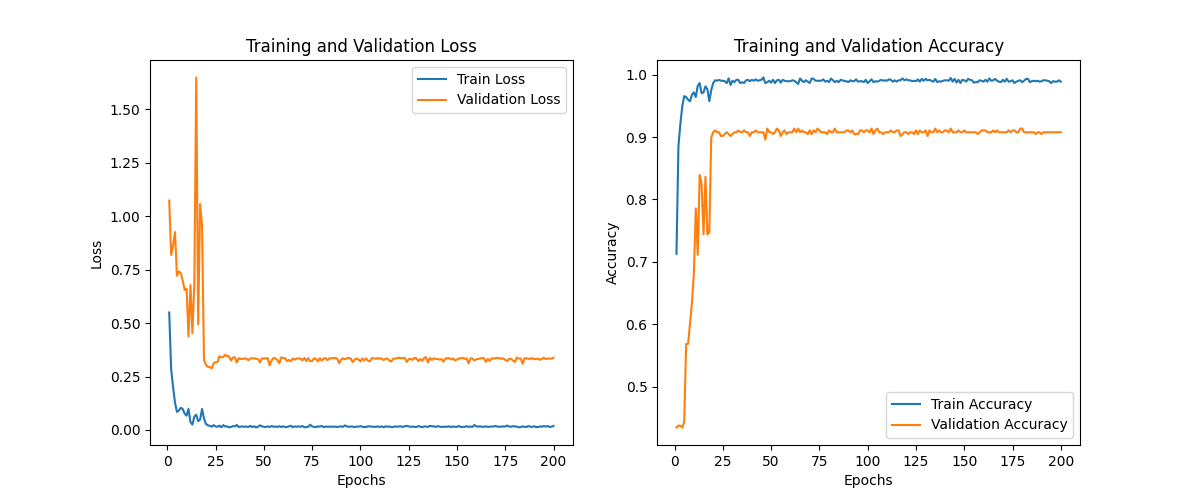 Training and Validation Loss
Train Loss
Validation Loss
1.50
1.25
1.00
0.75
0.50
0.25
0.00
Loss
0 25 50 75 100 125 150 175 200
Epochs
Training and Validation Accuracy
1.0
0.9
0.8
0.7
0.6
0.5
Accuracy
Train Accuracy
Validation Accuracy
0 25 50 75 100 125 150 175 200
Epochs